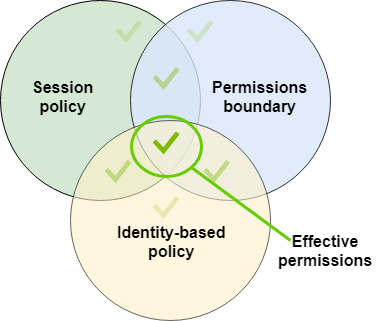 Session
policy
Permissions
boundary
Identity-based
policy
Effective
permissions